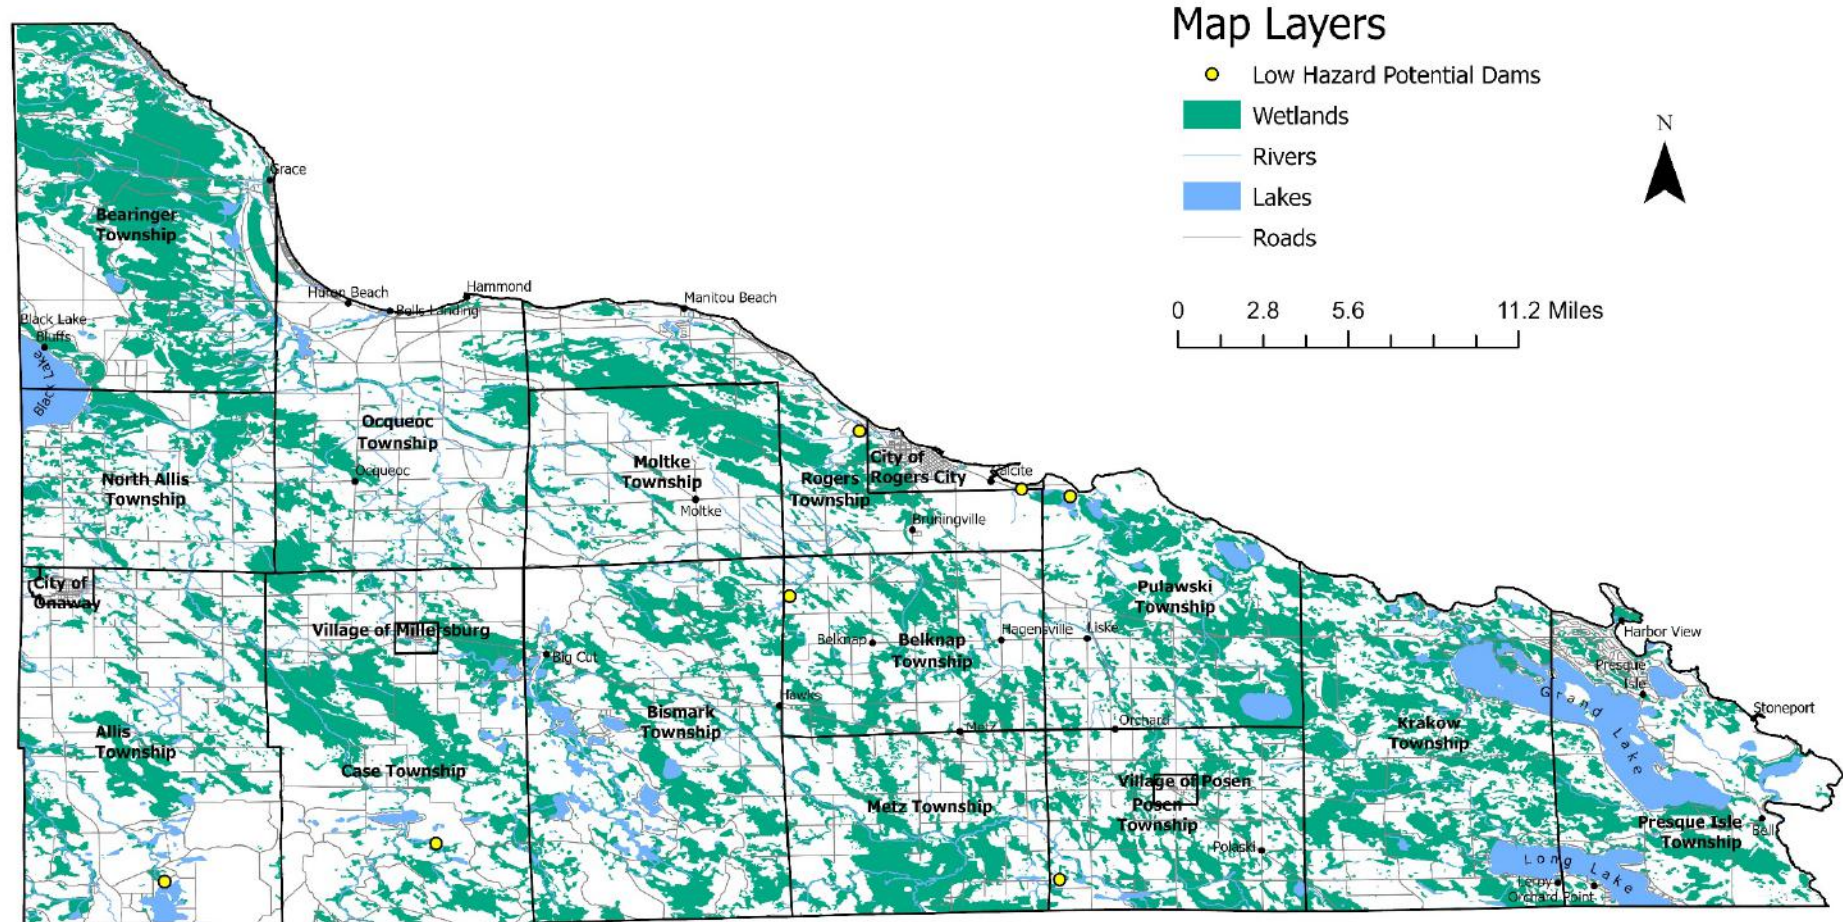 Map Layers
Low Hazard Potential Dams
Wetlands
Rivers
Lakes
Roads
N
0 2.8 5.6 11.2 Miles
Grace
Bearinger
Township
Huron Beach
Bells Landing
Hammond
Manitou Beach
Black Lake
Bluffs
Black Lake
Ocqueoc
Township
Ocqueoc
North Allis
Township
Moltke
Township
Moltke
Rogers
Township
City of
Rogers City
Calcite
Bruningville
City of
Onaway
Village of Millersburg
Big Cut
Pulawski
Township
Belknap
Belknap
Township
Hagensville
Liske
Harbor View
Presque
Isle
Grand Lake
Stoneport
Hawks
Bismark
Township
Metz
Orchard
Krakow
Township
Allis
Township
Case Township
Village of Posen
Posen
Township
Metz Township
Polaski
Presque Isle
Township
Bell
Long Lake
Leroy
Orchard Point